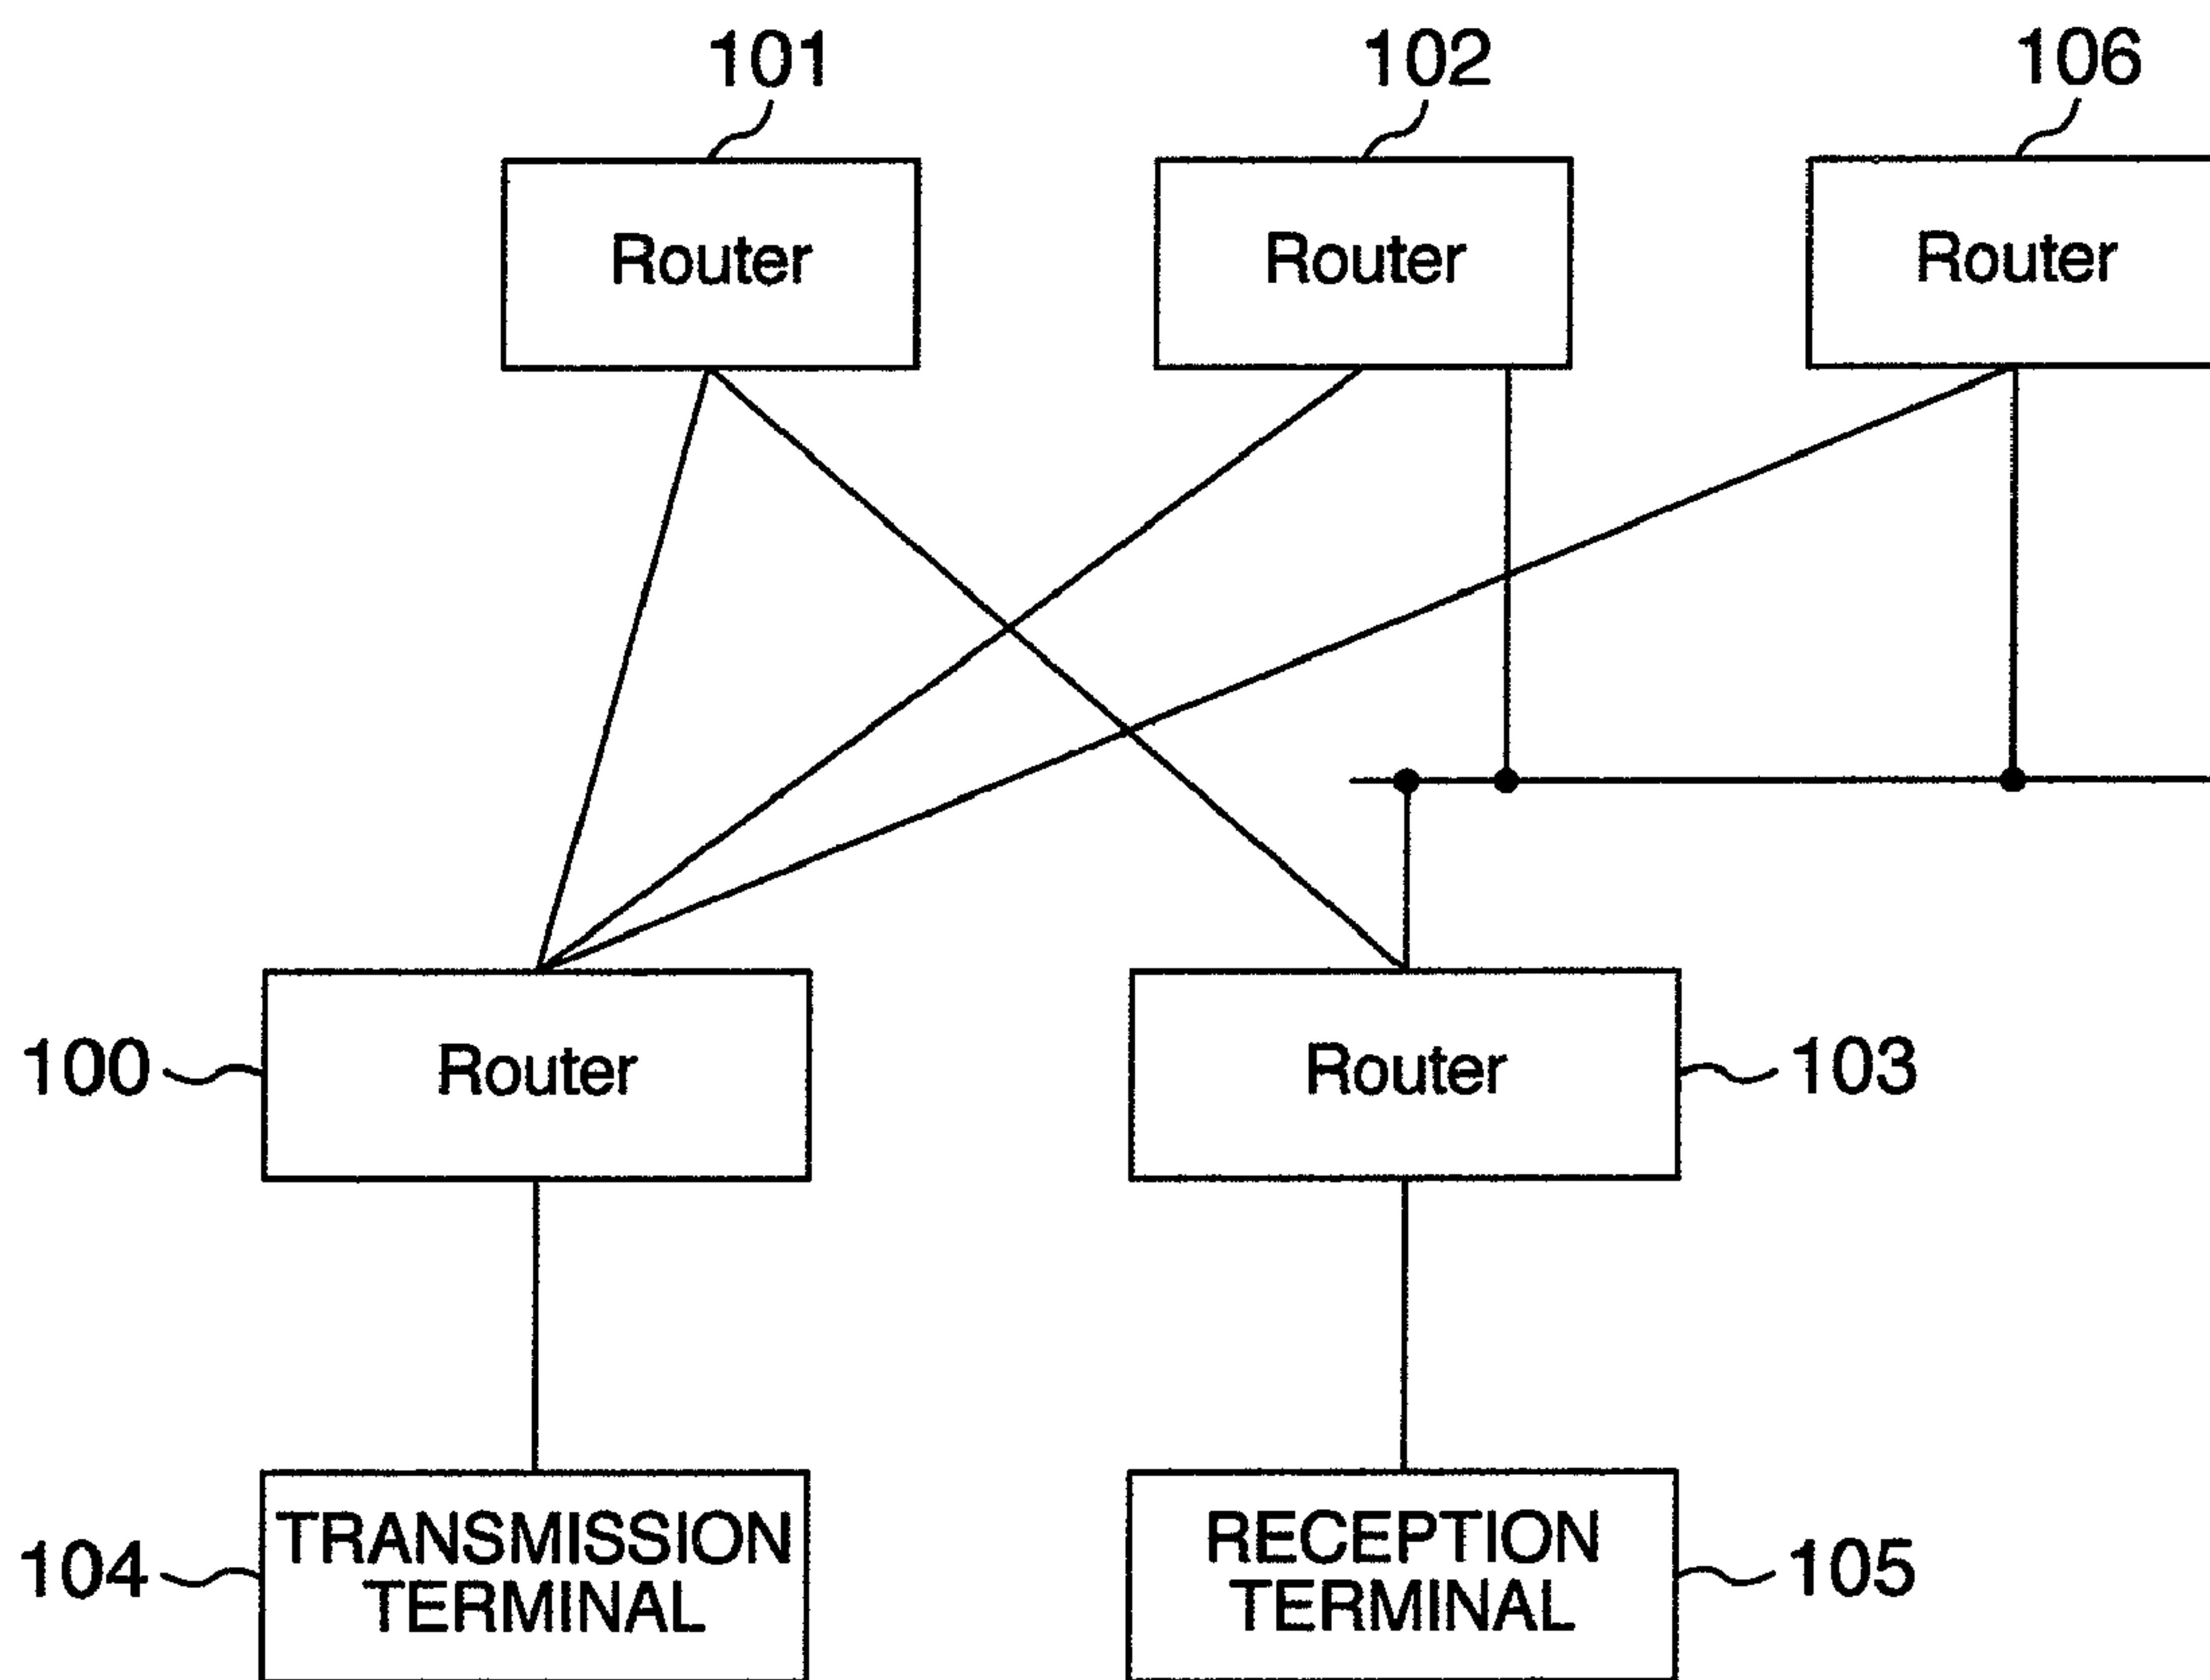 101
102
106
Router
Router
Router
100
Router
Router
103
104
TRANSMISSION
TERMINAL
RECEPTION
TERMINAL
105